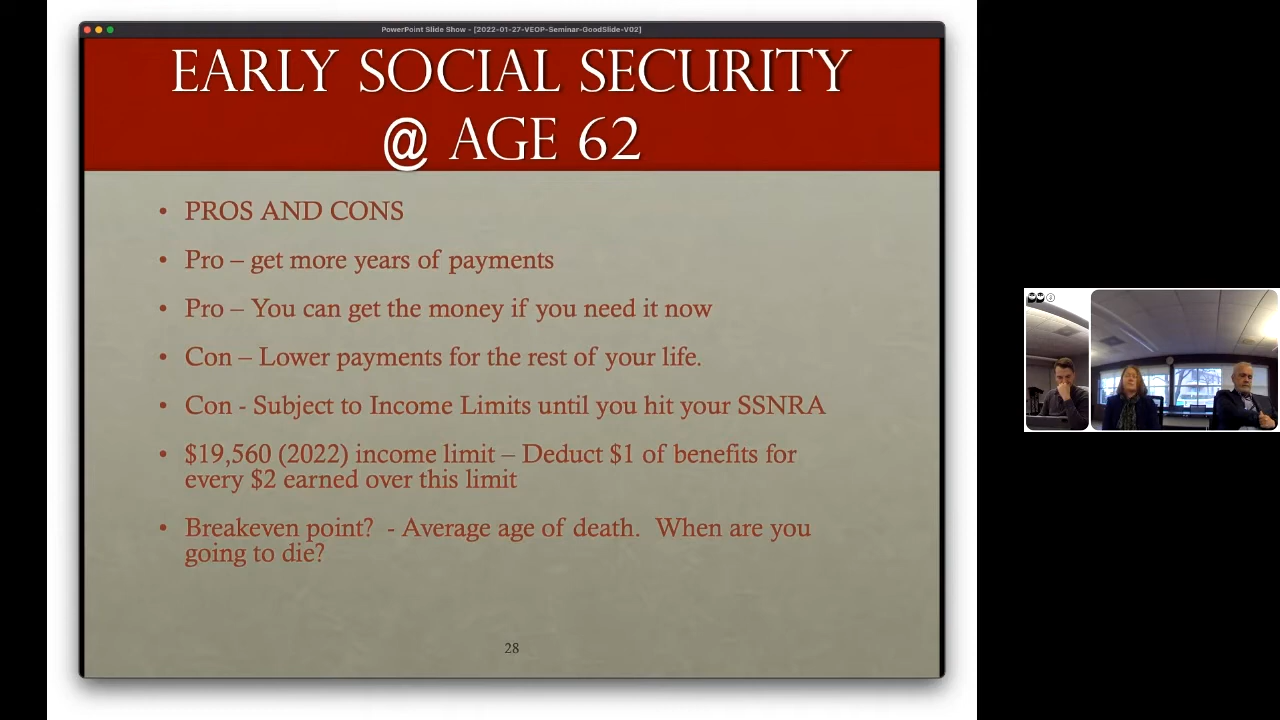 PowerPoint Slide Show - [2022-01-27-VEOP-Seminar-GoodSlide-V02]
EARLY SOCIAL SECURITY
@ AGE 62
• PROS AND CONS
• Pro – get more years of payments
• Pro – You can get the money if you need it now
• Con – Lower payments for the rest of your life.
• Con - Subject to Income Limits until you hit your SSNRA
• $19,560 (2022) income limit – Deduct $1 of benefits for
every $2 earned over this limit
• Breakeven point?  - Average age of death.  When are you
going to die?
28